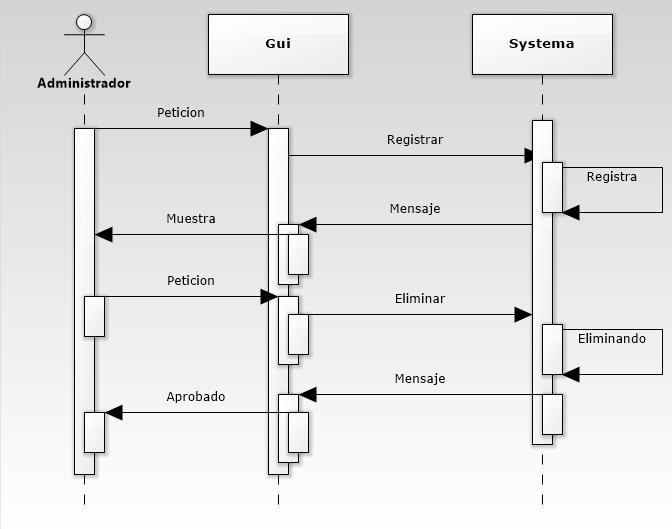 Gui
Systema
Administrador
Peticion
Registrar
Registra
Mensaje
Muestra
Peticion
Eliminar
Eliminando
Mensaje
Aprobado